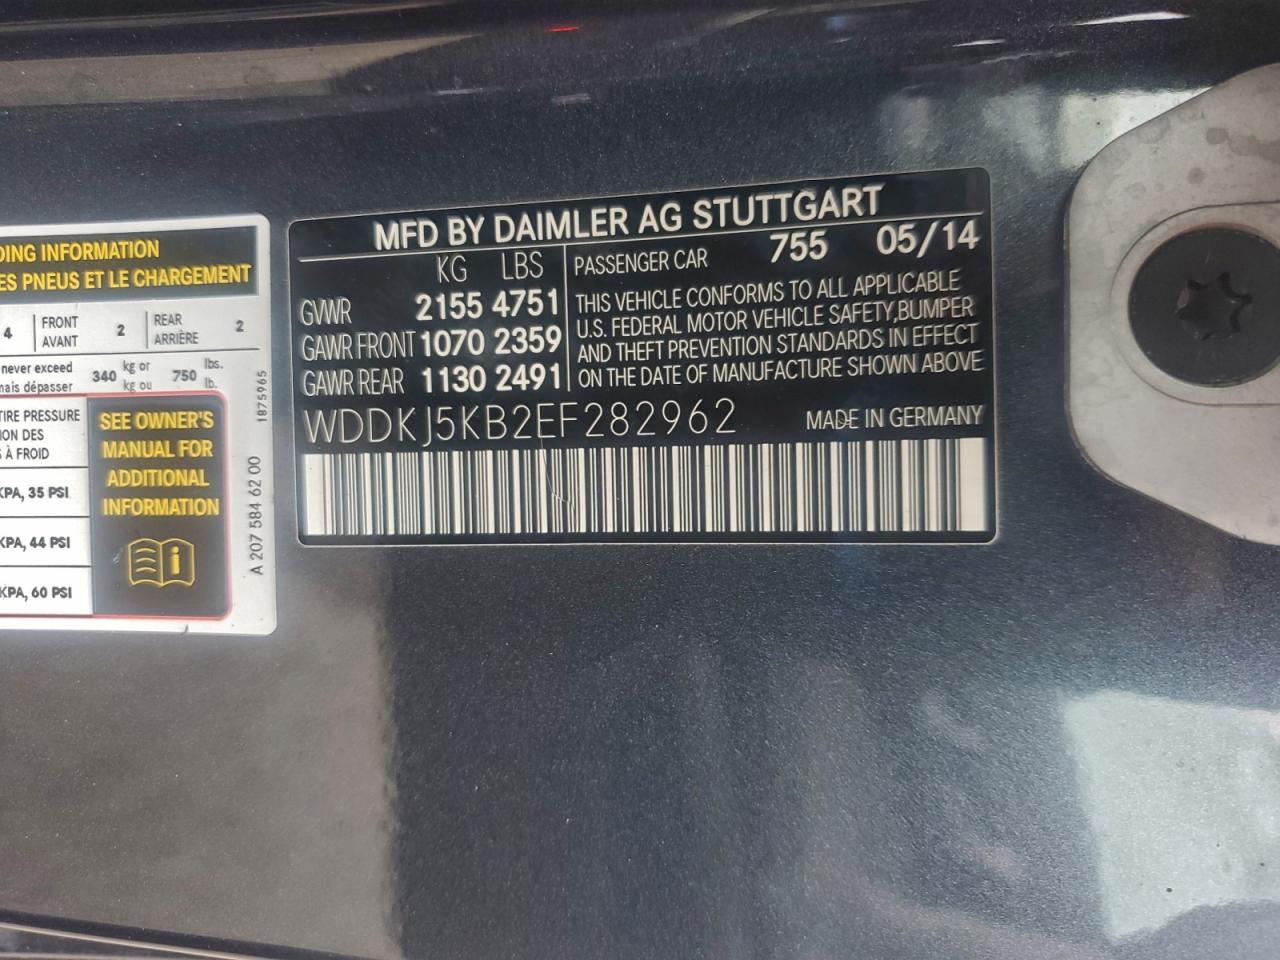 DING INFORMATION
ES PNEUS ET LE CHARGEMENT
4 FRONT AVANT 2 REAR ARRIÈRE 2
never exceed 340 kg or 750 lbs.
mais dépasser kg ou lb.
TIRE PRESSURE
ION DES
À FROID
KPA, 35 PSI
KPA, 44 PSI
KPA, 60 PSI
SEE OWNER'S
MANUAL FOR
ADDITIONAL
INFORMATION
1875965
A 207 584 62 00
MFD BY DAIMLER AG STUTTGART
KG LBS
GVWR 2155 4751
GAWR FRONT 1070 2359
GAWR REAR 1130 2491
PASSENGER CAR 755 05/14
THIS VEHICLE CONFORMS TO ALL APPLICABLE
U.S. FEDERAL MOTOR VEHICLE SAFETY,BUMPER
AND THEFT PREVENTION STANDARDS IN EFFECT
ON THE DATE OF MANUFACTURE SHOWN ABOVE
WDDKJ5KB2EF282962 MADE IN GERMANY